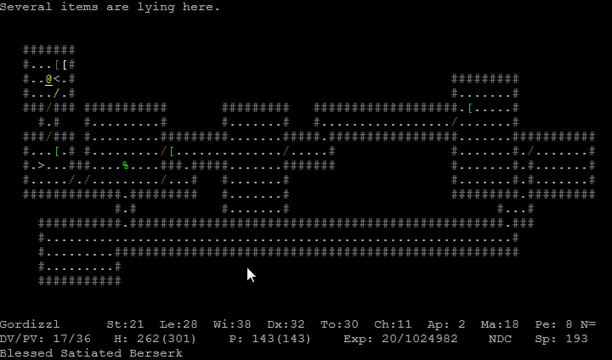 Several items are lying here.
Gordizzl St:21 Le:28 Wi:38 Dx:32 To:30 Ch:11 Ap: 2 Ma:18 Pe: 8 N=
DV/PV: 17/36 H: 262(301) P: 143(143) Exp: 20/1024982 NDC Sp: 193
Blessed Satiated Berserk